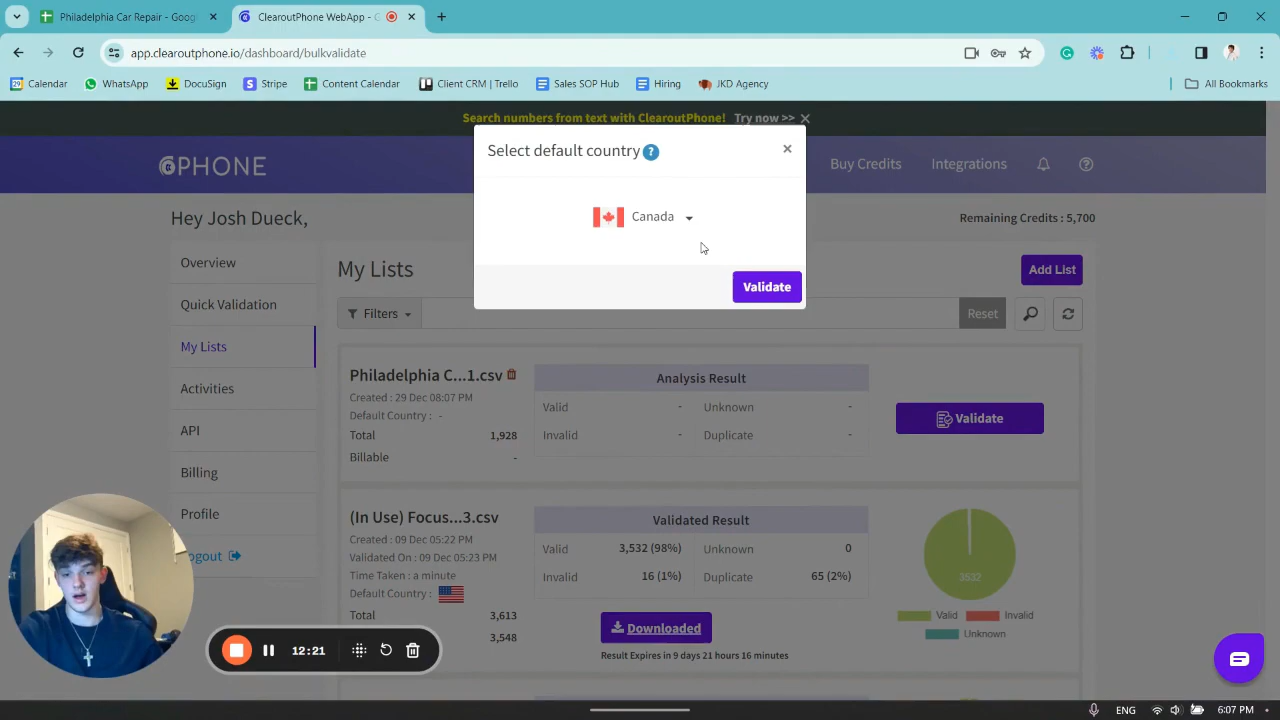 Philadelphia Car Repair - Googl
ClearoutPhone WebApp - C
app.clearoutphone.io/dashboard/bulkvalidate
Calendar
WhatsApp
DocuSign
Stripe
Content Calendar
Client CRM | Trello
Sales SOP Hub
Hiring
JKD Agency
All Bookmarks
Search numbers from text with ClearoutPhone! Try now >>
Select default country ?
PHONE
Buy Credits
Integrations
Canada
Hey Josh Dueck,
Remaining Credits : 5,700
Overview
My Lists
Add List
Validate
Quick Validation
Filters
Reset
My Lists
Philadelphia C...1.csv
Created : 29 Dec 08:07 PM
Default Country : -
Total 1,928
Billable -
Analysis Result
Valid - Unknown -
Invalid - Duplicate -
Validate
Activities
API
Billing
Profile
Logout
(In Use) Focus...3.csv
Created : 09 Dec 05:22 PM
Validated On : 09 Dec 05:23 PM
Time Taken : a minute
Default Country :
Total 3,613
3,548
Validated Result
Valid 3,532 (98%) Unknown 0
Invalid 16 (1%) Duplicate 65 (2%)
Downloaded
Result Expires in 9 days 21 hours 16 minutes
3532
Valid Invalid
Unknown
12:21
ENG
6:07 PM